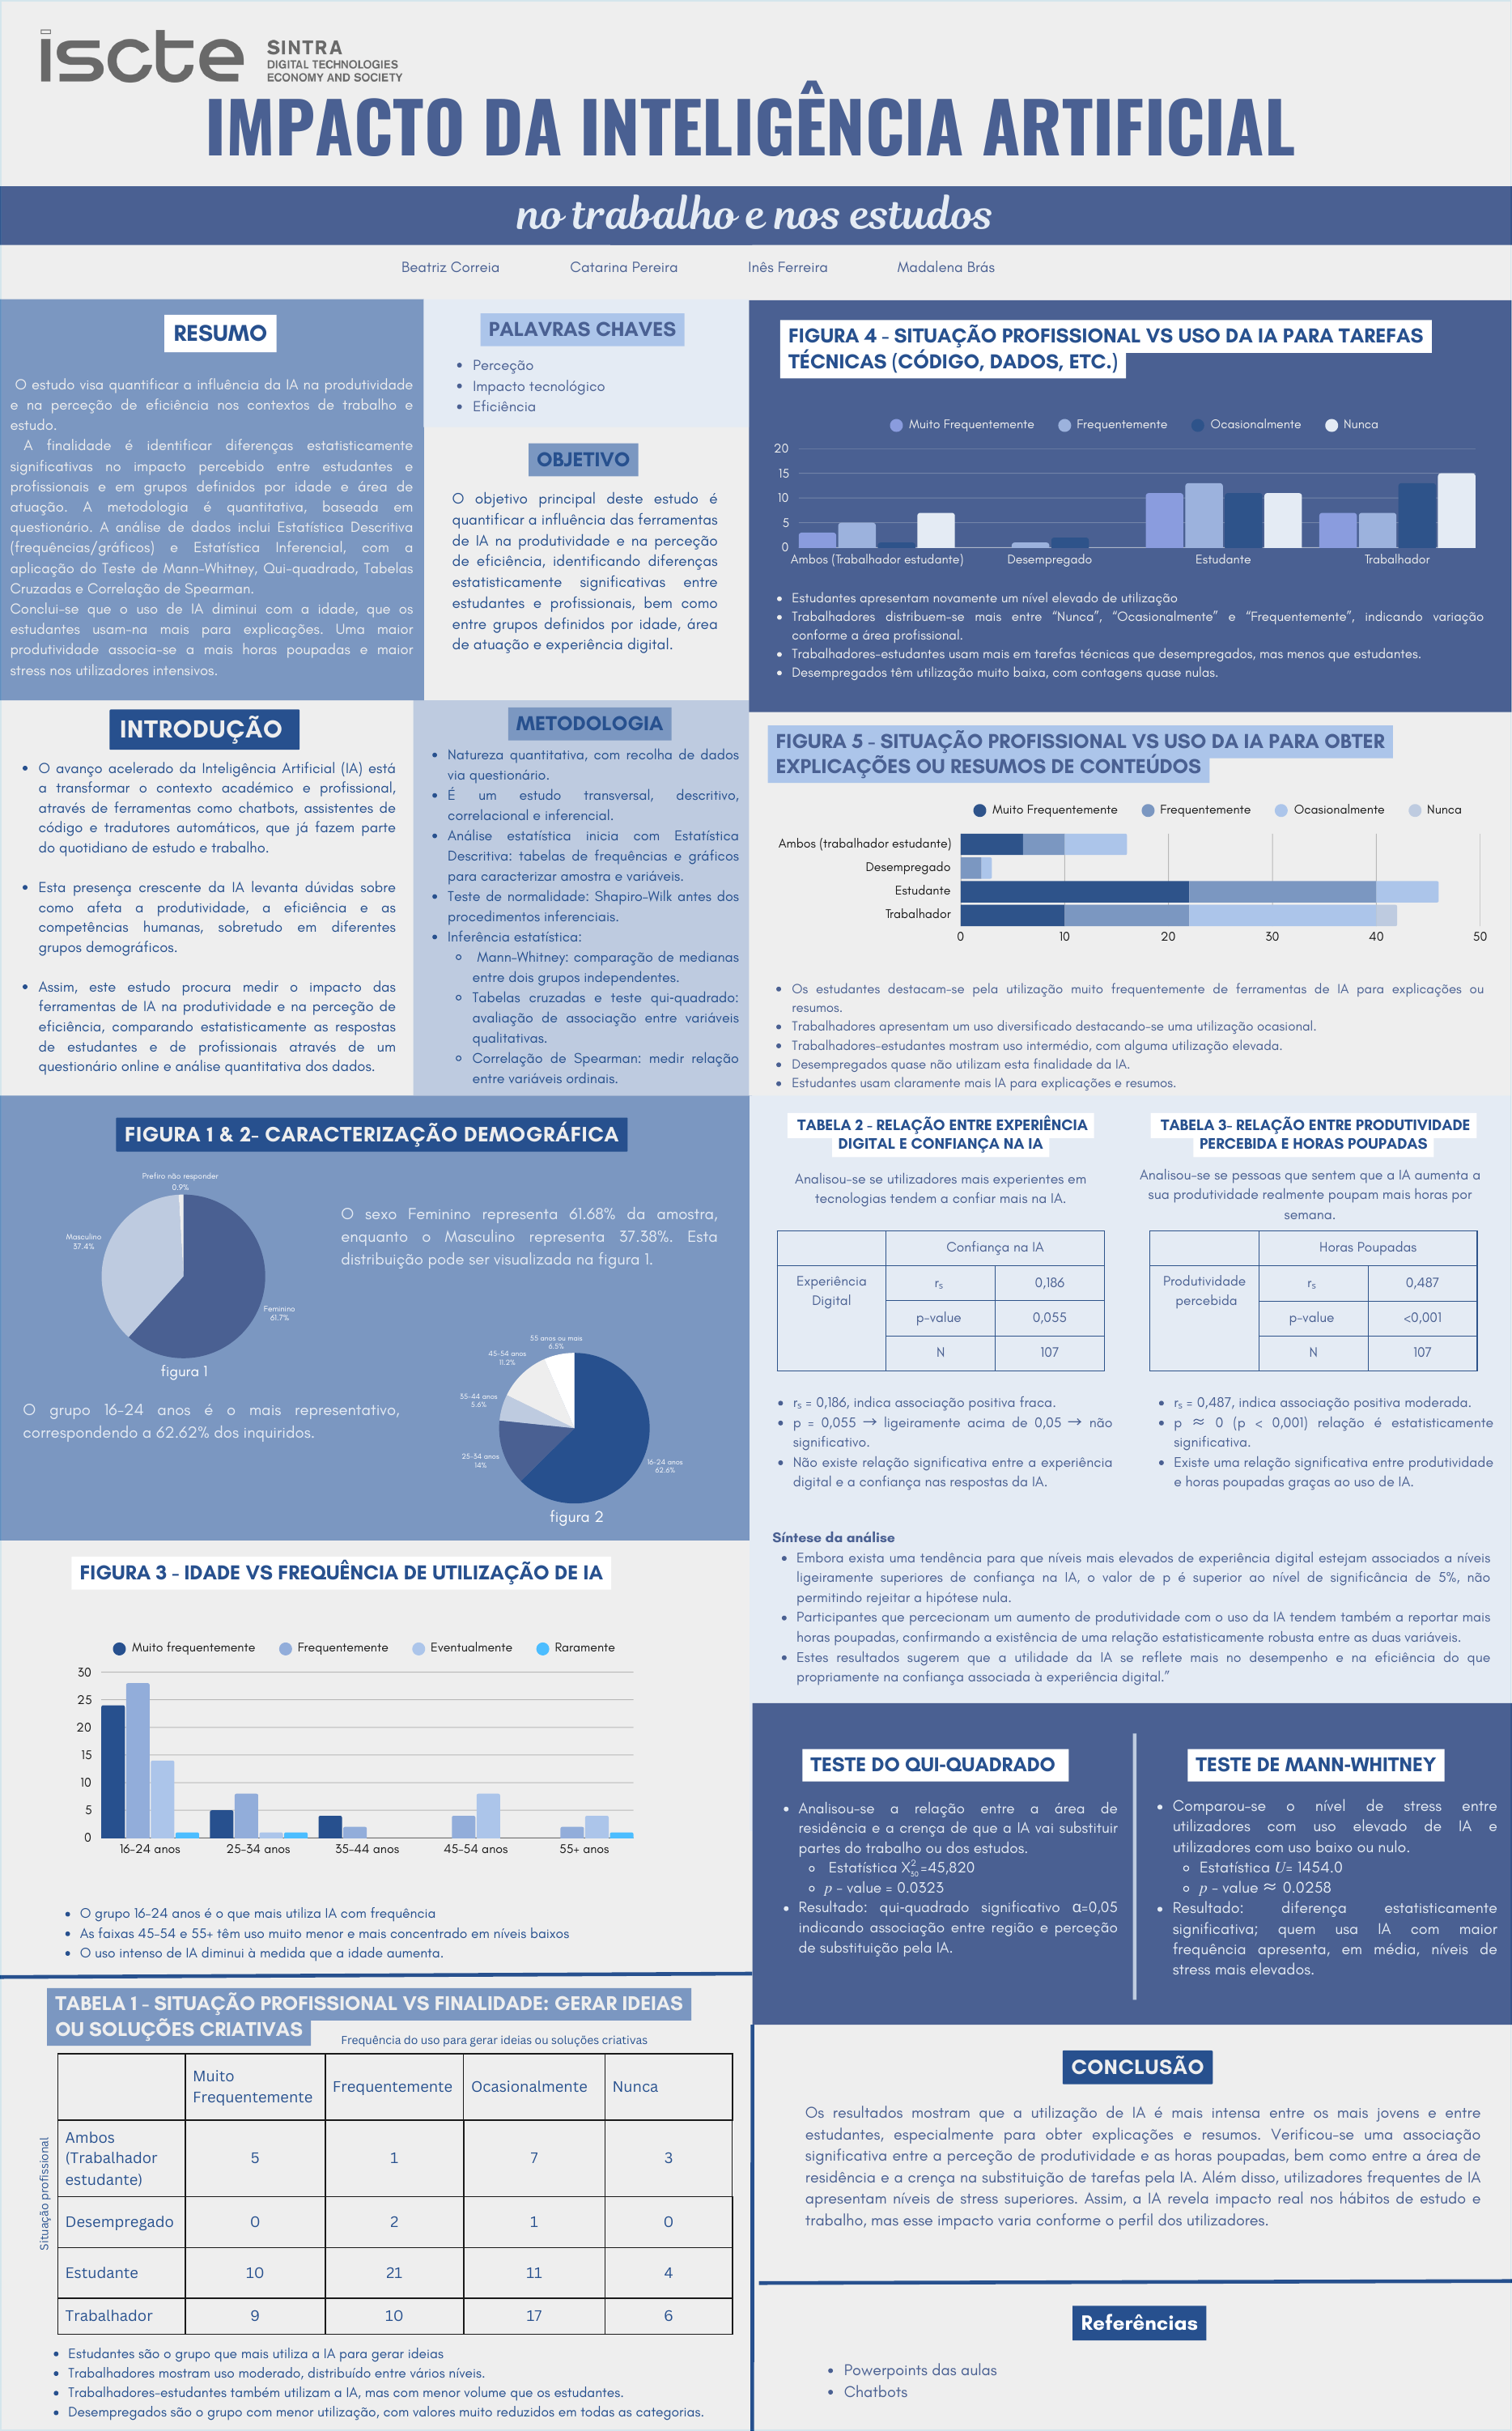 iscte
SINTRA
DIGITAL TECHNOLOGIES
ECONOMY AND SOCIETY
IMPACTO DA INTELIGÊNCIA ARTIFICIAL
no trabalho e nos estudos
Beatriz Correia
Catarina Pereira
Inês Ferreira
Madalena Brás
RESUMO
O estudo visa quantificar a influência da IA na produtividade
e na perceção de eficiência nos contextos de trabalho e
estudo.
A finalidade é identificar diferenças estatisticamente
significativas no impacto percebido entre estudantes e
profissionais e em grupos definidos por idade e área de
atuação. A metodologia é quantitativa, baseada em
questionário. A análise de dados inclui Estatística Descritiva
(frequências/gráficos) e Estatística Inferencial, com a
aplicação do Teste de Mann-Whitney, Qui-quadrado, Tabelas
Cruzadas e Correlação de Spearman.
Conclui-se que o uso de IA diminui com a idade, que os
estudantes usam-na mais para explicações. Uma maior
produtividade associa-se a mais horas poupadas e maior
stress nos utilizadores intensivos.
PALAVRAS CHAVES
• Perceção
• Impacto tecnológico
• Eficiência
OBJETIVO
O objetivo principal deste estudo é
quantificar a influência das ferramentas
de IA na produtividade e na perceção
de eficiência, identificando diferenças
estatisticamente significativas entre
estudantes e profissionais, bem como
entre grupos definidos por idade, área
de atuação e experiência digital.
INTRODUÇÃO
• O avanço acelerado da Inteligência Artificial (IA) está
a transformar o contexto académico e profissional,
através de ferramentas como chatbots, assistentes de
código e tradutores automáticos, que já fazem parte
do quotidiano de estudo e trabalho.
• Esta presença crescente da IA levanta dúvidas sobre
como afeta a produtividade, a eficiência e as
competências humanas, sobretudo em diferentes
grupos demográficos.
• Assim, este estudo procura medir o impacto das
ferramentas de IA na produtividade e na perceção de
eficiência, comparando estatisticamente as respostas
de estudantes e de profissionais através de um
questionário online e análise quantitativa dos dados.
METODOLOGIA
• Natureza quantitativa, com recolha de dados
via questionário.
• É um estudo transversal, descritivo,
correlacional e inferencial.
• Análise estatística inicia com Estatística
Descritiva: tabelas de frequências e gráficos
para caracterizar amostra e variáveis.
• Teste de normalidade: Shapiro-Wilk antes dos
procedimentos inferenciais.
• Inferência estatística:
◦ Mann-Whitney: comparação de medianas
entre dois grupos independentes.
◦ Tabelas cruzadas e teste qui-quadrado:
avaliação de associação entre variáveis
qualitativas.
◦ Correlação de Spearman: medir relação
entre variáveis ordinais.
FIGURA 1 & 2- CARACTERIZAÇÃO DEMOGRÁFICA
Prefiro não responder
0.9%
Masculino
37.4%
Feminino
61.7%
figura 1
O sexo Feminino representa 61.68% da amostra,
enquanto o Masculino representa 37.38%. Esta
distribuição pode ser visualizada na figura 1.
O grupo 16-24 anos é o mais representativo,
correspondendo a 62.62% dos inquiridos.
55 anos ou mais
6.5%
45-54 anos
11.2%
35-44 anos
5.6%
25-34 anos
14%
16-24 anos
62.6%
figura 2
FIGURA 3 - IDADE VS FREQUÊNCIA DE UTILIZAÇÃO DE IA
Muito frequentemente Frequentemente Eventualmente Raramente
30
25
20
15
10
5
0
16-24 anos 25-34 anos 35-44 anos 45-54 anos 55+ anos
• O grupo 16-24 anos é o que mais utiliza IA com frequência
• As faixas 45-54 e 55+ têm uso muito menor e mais concentrado em níveis baixos
• O uso intenso de IA diminui à medida que a idade aumenta.
TABELA 1 - SITUAÇÃO PROFISSIONAL VS FINALIDADE: GERAR IDEIAS
OU SOLUÇÕES CRIATIVAS
Frequência do uso para gerar ideias ou soluções criativas
Situação profissional
Muito
Frequentemente
Frequentemente
Ocasionalmente
Nunca
Ambos
(Trabalhador
estudante)
5 1 7 3
Desempregado 0 2 1 0
Estudante 10 21 11 4
Trabalhador 9 10 17 6
• Estudantes são o grupo que mais utiliza a IA para gerar ideias
• Trabalhadores mostram uso moderado, distribuído entre vários níveis.
• Trabalhadores-estudantes também utilizam a IA, mas com menor volume que os estudantes.
• Desempregados são o grupo com menor utilização, com valores muito reduzidos em todas as categorias.
FIGURA 4 - SITUAÇÃO PROFISSIONAL VS USO DA IA PARA TAREFAS
TÉCNICAS (CÓDIGO, DADOS, ETC.)
Muito Frequentemente Frequentemente Ocasionalmente Nunca
20
15
10
5
0
Ambos (Trabalhador estudante) Desempregado Estudante Trabalhador
• Estudantes apresentam novamente um nível elevado de utilização
• Trabalhadores distribuem-se mais entre “Nunca”, “Ocasionalmente” e “Frequentemente”, indicando variação
conforme a área profissional.
• Trabalhadores-estudantes usam mais em tarefas técnicas que desempregados, mas menos que estudantes.
• Desempregados têm utilização muito baixa, com contagens quase nulas.
FIGURA 5 - SITUAÇÃO PROFISSIONAL VS USO DA IA PARA OBTER
EXPLICAÇÕES OU RESUMOS DE CONTEÚDOS
Muito Frequentemente Frequentemente Ocasionalmente Nunca
Ambos (trabalhador estudante)
Desempregado
Estudante
Trabalhador
0 10 20 30 40 50
• Os estudantes destacam-se pela utilização muito frequentemente de ferramentas de IA para explicações ou
resumos.
• Trabalhadores apresentam um uso diversificado destacando-se uma utilização ocasional.
• Trabalhadores-estudantes mostram uso intermédio, com alguma utilização elevada.
• Desempregados quase não utilizam esta finalidade da IA.
• Estudantes usam claramente mais IA para explicações e resumos.
TABELA 2 - RELAÇÃO ENTRE EXPERIÊNCIA
DIGITAL E CONFIANÇA NA IA
Analisou-se se utilizadores mais experientes em
tecnologias tendem a confiar mais na IA.
Confiança na IA
Experiência
Digital
rₛ 0,186
p-value 0,055
N 107
• rₛ = 0,186, indica associação positiva fraca.
• p = 0,055 → ligeiramente acima de 0,05 → não
significativo.
• Não existe relação significativa entre a experiência
digital e a confiança nas respostas da IA.
TABELA 3- RELAÇÃO ENTRE PRODUTIVIDADE
PERCEBIDA E HORAS POUPADAS
Analisou-se se pessoas que sentem que a IA aumenta a
sua produtividade realmente poupam mais horas por
semana.
Horas Poupadas
Produtividade
percebida
rₛ 0,487
p-value <0,001
N 107
• rₛ = 0,487, indica associação positiva moderada.
• p ≈ 0 (p < 0,001) relação é estatisticamente
significativa.
• Existe uma relação significativa entre produtividade
e horas poupadas graças ao uso de IA.
Síntese da análise
• Embora exista uma tendência para que níveis mais elevados de experiência digital estejam associados a níveis
ligeiramente superiores de confiança na IA, o valor de p é superior ao nível de significância de 5%, não
permitindo rejeitar a hipótese nula.
• Participantes que percecionam um aumento de produtividade com o uso da IA tendem também a reportar mais
horas poupadas, confirmando a existência de uma relação estatisticamente robusta entre as duas variáveis.
• Estes resultados sugerem que a utilidade da IA se reflete mais no desempenho e na eficiência do que
propriamente na confiança associada à experiência digital.”
TESTE DO QUI-QUADRADO
• Analisou-se a relação entre a área de
residência e a crença de que a IA vai substituir
partes do trabalho ou dos estudos.
◦ Estatística X²₃₀=45,820
◦ p - value = 0.0323
• Resultado: qui-quadrado significativo α=0,05
indicando associação entre região e perceção
de substituição pela IA.
TESTE DE MANN-WHITNEY
• Comparou-se o nível de stress entre
utilizadores com uso elevado de IA e
utilizadores com uso baixo ou nulo.
◦ Estatística U= 1454.0
◦ p - value ≈ 0.0258
• Resultado: diferença estatisticamente
significativa; quem usa IA com maior
frequência apresenta, em média, níveis de
stress mais elevados.
CONCLUSÃO
Os resultados mostram que a utilização de IA é mais intensa entre os mais jovens e entre
estudantes, especialmente para obter explicações e resumos. Verificou-se uma associação
significativa entre a perceção de produtividade e as horas poupadas, bem como entre a área de
residência e a crença na substituição de tarefas pela IA. Além disso, utilizadores frequentes de IA
apresentam níveis de stress superiores. Assim, a IA revela impacto real nos hábitos de estudo e
trabalho, mas esse impacto varia conforme o perfil dos utilizadores.
Referências
• Powerpoints das aulas
• Chatbots